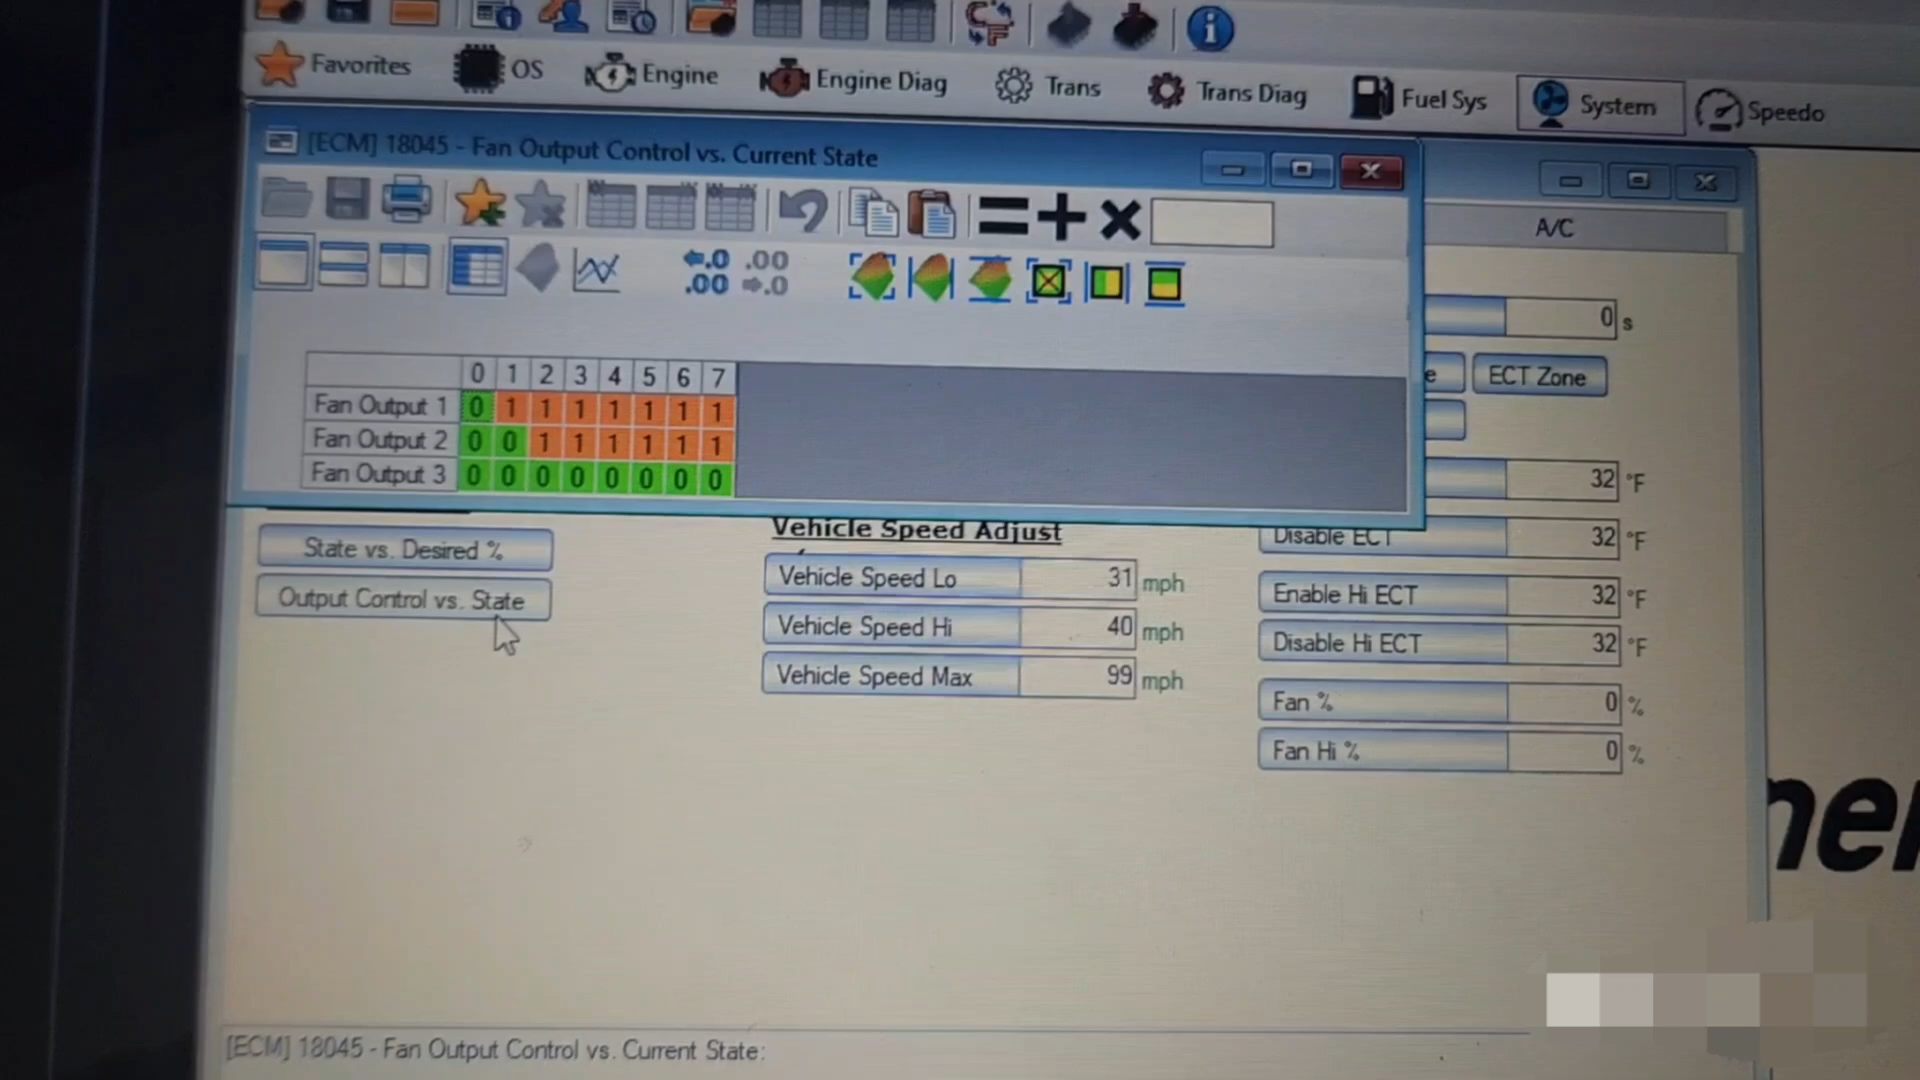 Favorites OS Engine Engine Diag Trans Trans Diag Fuel Sys System Speedo
[ECM] 18045 - Fan Output Control vs. Current State
A/C
0 s
e ECT Zone
0 1 2 3 4 5 6 7
Fan Output 1 0 1 1 1 1 1 1 1
Fan Output 2 0 0 1 1 1 1 1 1
Fan Output 3 0 0 0 0 0 0 0 0
32 °F
Vehicle Speed Adjust
Disable ECT 32 °F
State vs. Desired %
Output Control vs. State
Vehicle Speed Lo 31 mph
Vehicle Speed Hi 40 mph
Vehicle Speed Max 99 mph
Enable Hi ECT 32 °F
Disable Hi ECT 32 °F
Fan % 0 %
Fan Hi % 0 %
ner
[ECM] 18045 - Fan Output Control vs. Current State: